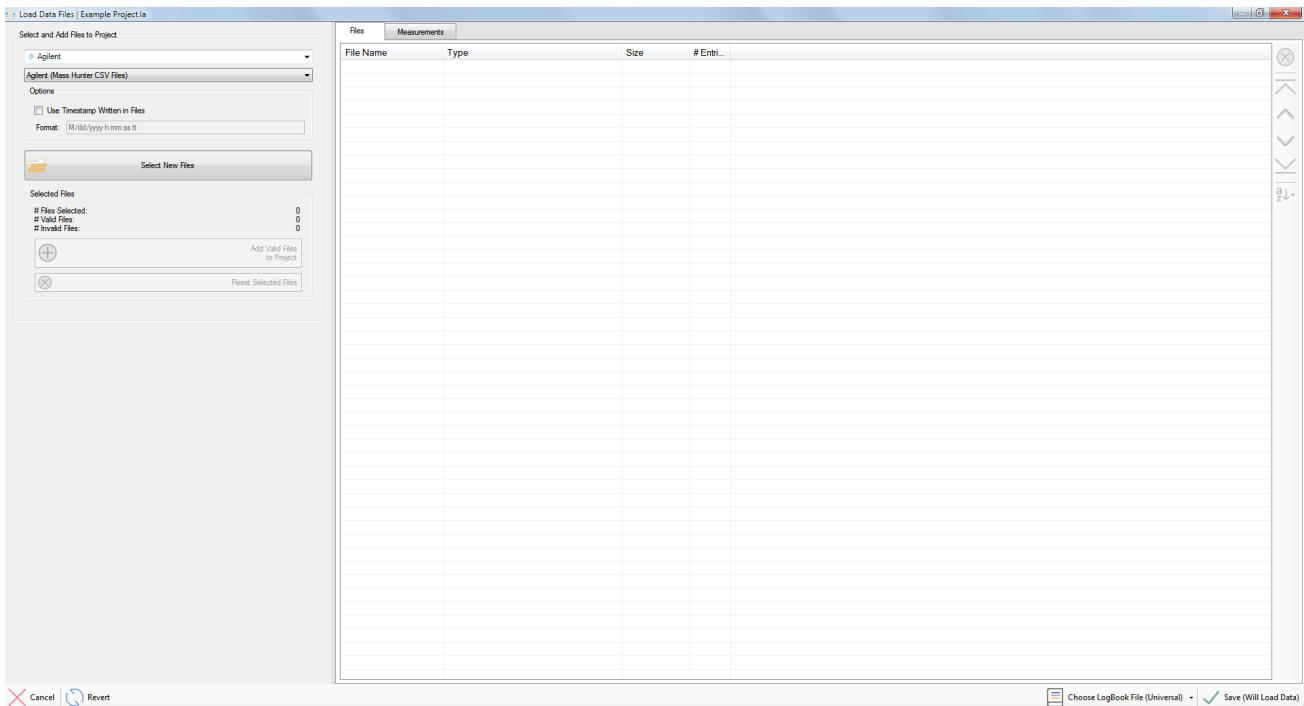 Load Data Files | Example Project.la
Select and Add Files to Project
Agilent
Agilent (Mass Hunter CSV Files)
Options
Use Timestamp Written in Files
Format: M/dd/yyyy h:mm:ss tt
Select New Files
Selected Files
# Files Selected: 0
# Valid Files: 0
# Invalid Files: 0
Add Valid Files
to Project
Reset Selected Files
Files Measurements
File Name Type Size # Entri...
a
z
Cancel Revert Choose LogBook File (Universal) Save (Will Load Data)